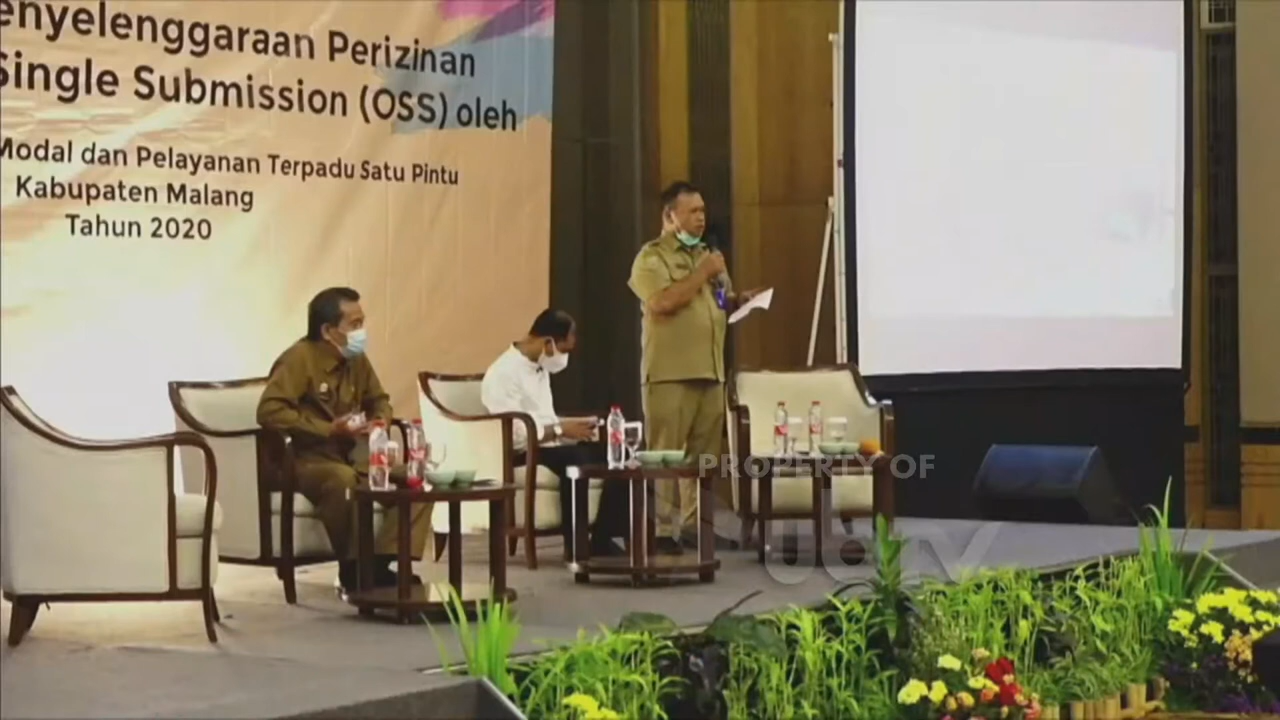 enyelenggaraan Perizinan
Single Submission (OSS) oleh
Modal dan Pelayanan Terpadu Satu Pintu
Kabupaten Malang
Tahun 2020
PROPERTY OF